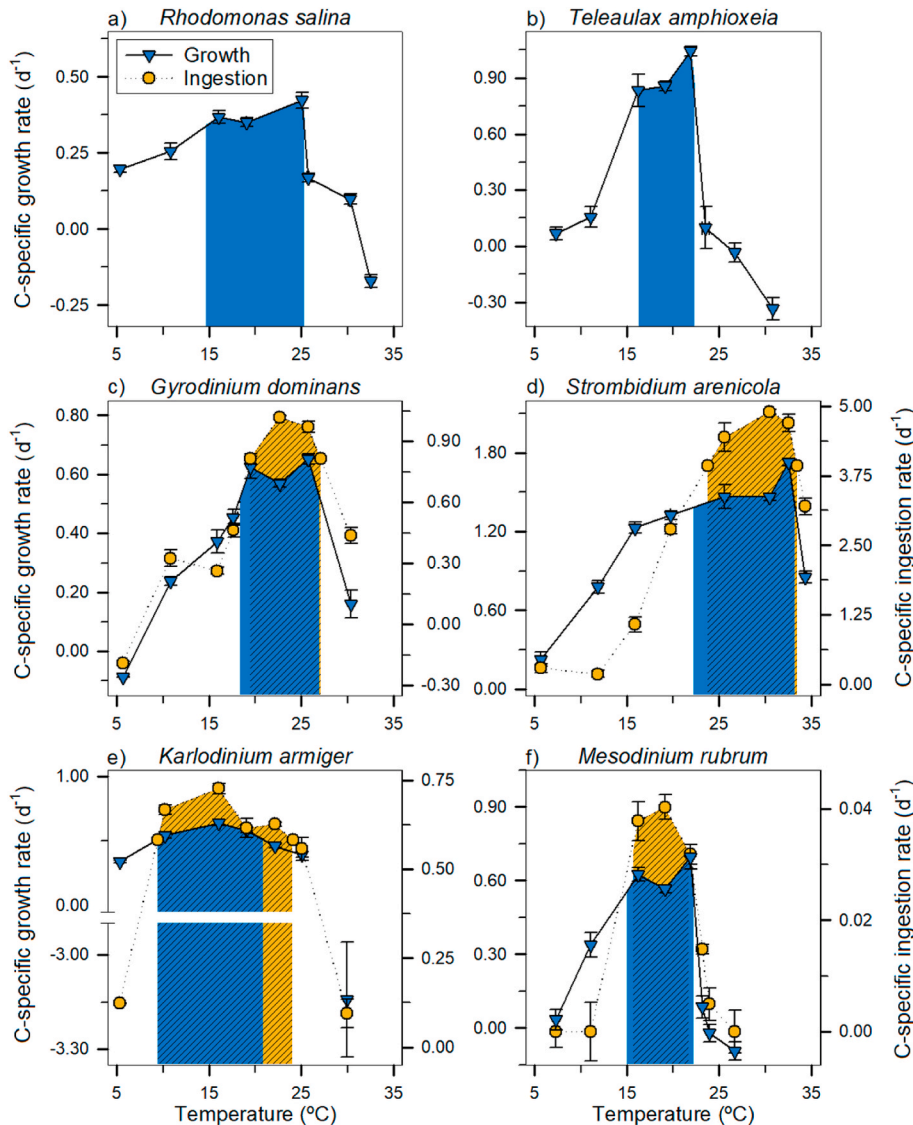 a) Rhodomonas salina
b) Teleaulax amphioxeia
Growth
Ingestion
C-specific growth rate (d-1)
0.50
0.25
0.00
-0.25
0.90
0.60
0.30
0.00
-0.30
5 15 25 35
5 15 25 35
c) Gyrodinium dominans
d) Strombidium arenicola
C-specific growth rate (d-1)
0.80
0.60
0.40
0.20
0.00
0.90
0.60
0.30
0.00
-0.30
1.80
1.20
0.60
0.00
5.00
3.75
2.50
1.25
0.00
C-specific ingestion rate (d-1)
5 15 25 35
5 15 25 35
e) Karlodinium armiger
f) Mesodinium rubrum
C-specific growth rate (d-1)
1.00
0.00
-3.00
-3.30
0.75
0.50
0.25
0.00
0.90
0.60
0.30
0.00
0.04
0.02
0.00
C-specific ingestion rate (d-1)
5 15 25 35
5 15 25 35
Temperature (ºC)
Temperature (ºC)